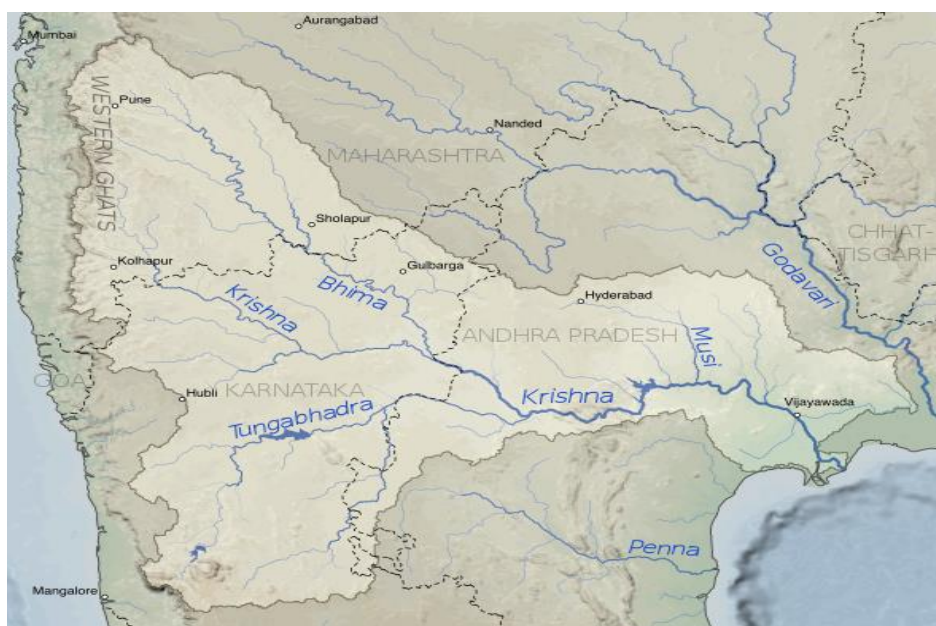 Aurangabad
Mumbai
Pune
WESTERN GHATS
Nanded
MAHARASHTRA
Sholapur
CHHAT-
TISGARH
Kolhapur
Gulbarga
Bhima
Godavari
Krishna
Hyderabad
ANDHRA PRADESH
Musi
GOA
Hubli
KARNATAKA
Krishna
Tungabhadra
Vijayawada
Penna
Mangalore